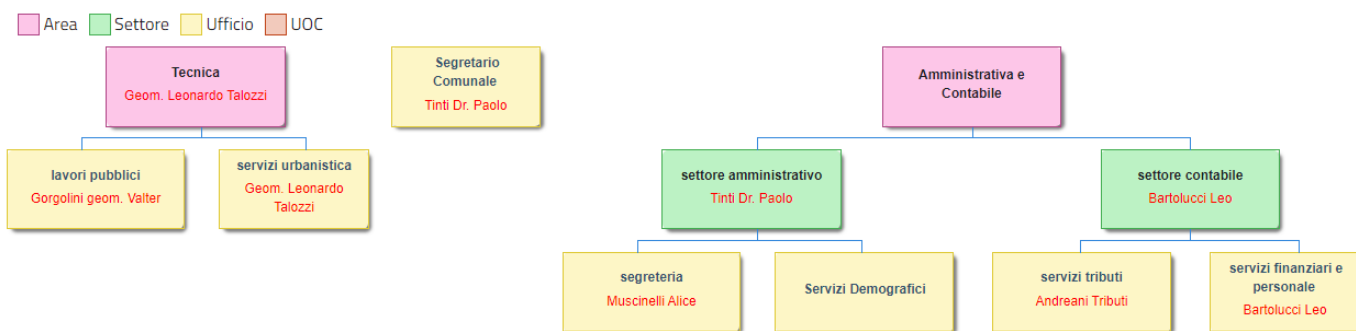 Area Settore Ufficio UOC
Tecnica
Geom. Leonardo Talozzi
Segretario
Comunale
Tinti Dr. Paolo
Amministrativa e
Contabile
lavori pubblici
Gorgolini geom. Valter
servizi urbanistica
Geom. Leonardo
Talozzi
settore amministrativo
Tinti Dr. Paolo
settore contabile
Bartolucci Leo
segreteria
Muscinelli Alice
Servizi Demografici
servizi tributi
Andreani Tributi
servizi finanziari e
personale
Bartolucci Leo